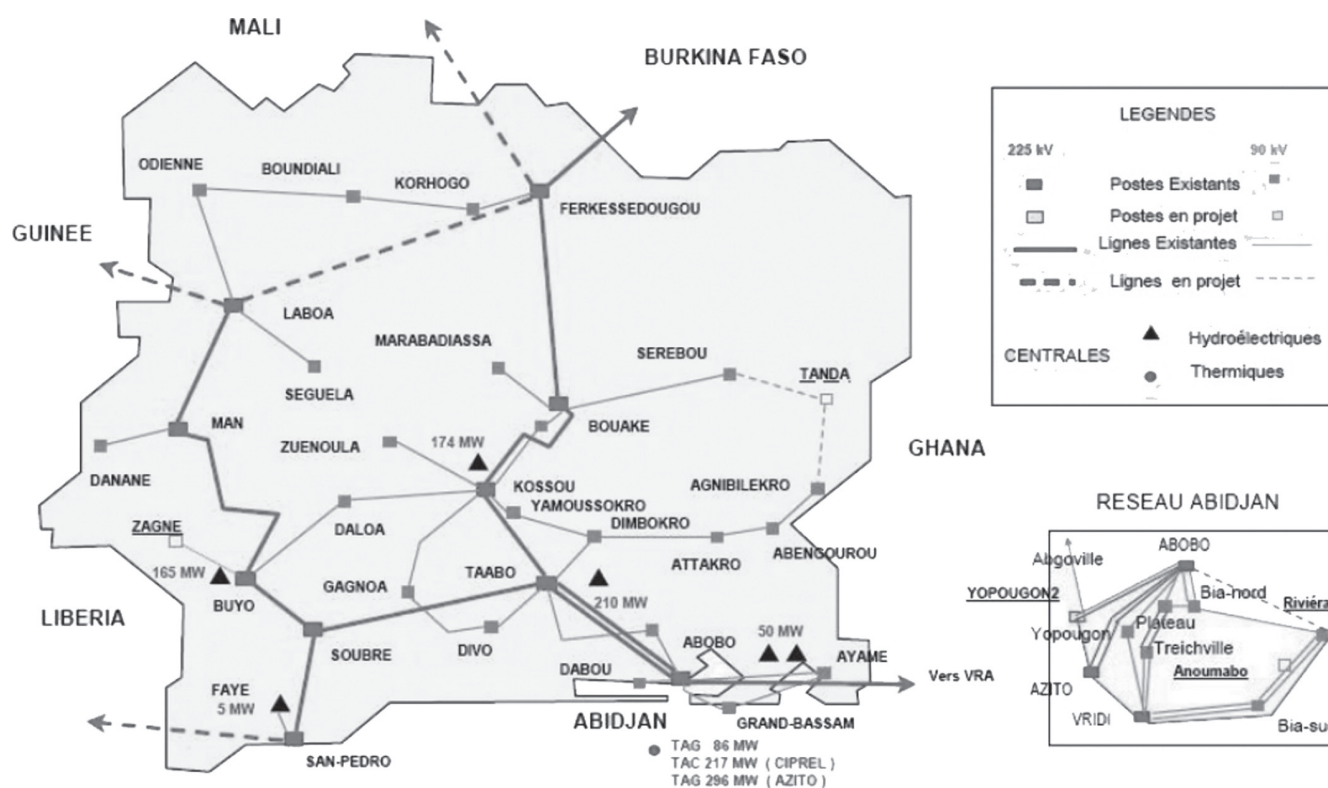 MALI
BURKINA FASO
ODIENNE
BOUNDIALI
KORHOGO
FERKESSEDOUGOU
GUINEE
LABOA
MARABADIASSA
SEREBOU
TANDA
SEGUELA
MAN
ZUENOULA
174 MW
BOUAKE
DANANE
KOSSOU
AGNIBILEKRO
GHANA
YAMOUSSOKRO
ZAGNE
DALOA
DIMBOKRO
ATTAKRO
ABENGOUROU
165 MW
BUYO
GAGNOA
TAABO
210 MW
LIBERIA
SOUBRE
DIVO
ABOBO
50 MW
AYAME
DABOU
Vers VRA
FAYE
5 MW
ABIDJAN
GRAND-BASSAM
SAN-PEDRO
TAG 86 MW
TAC 217 MW ( CIPREL )
TAG 296 MW ( AZITO )
LEGENDES
225 kV
90 kV
Postes Existants
Postes en projet
Lignes Existantes
Lignes en projet
CENTRALES
Hydroélectriques
Thermiques
RESEAU ABIDJAN
Abgoville
ABOBO
YOPOUGON2
Bia-nord
Riviéra
Yopougon
Plateau
Treichville
Anoumabo
AZITO
VRIDI
Bia-su